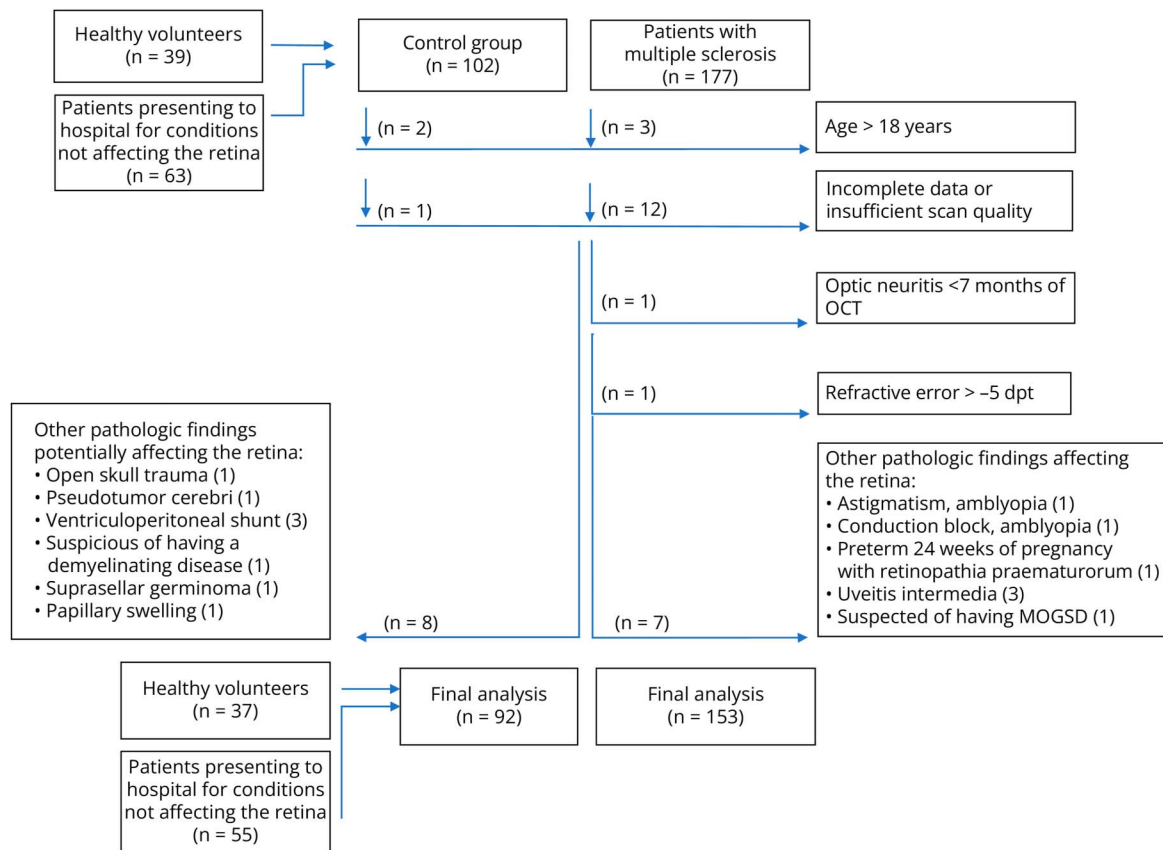 Healthy volunteers
(n = 39)
Control group
(n = 102)
Patients with
multiple sclerosis
(n = 177)
Patients presenting to
hospital for conditions
not affecting the retina
(n = 63)
(n = 2)
(n = 3)
Age > 18 years
(n = 1)
(n = 12)
Incomplete data or
insufficient scan quality
(n = 1)
Optic neuritis <7 months of
OCT
(n = 1)
Refractive error > –5 dpt
Other pathologic findings
potentially affecting the retina:
• Open skull trauma (1)
• Pseudotumor cerebri (1)
• Ventriculoperitoneal shunt (3)
• Suspicious of having a
demyelinating disease (1)
• Suprasellar germinoma (1)
• Papillary swelling (1)
(n = 8)
(n = 7)
Other pathologic findings affecting
the retina:
• Astigmatism, amblyopia (1)
• Conduction block, amblyopia (1)
• Preterm 24 weeks of pregnancy
with retinopathia praematurorum (1)
• Uveitis intermedia (3)
• Suspected of having MOGSD (1)
Healthy volunteers
(n = 37)
Final analysis
(n = 92)
Final analysis
(n = 153)
Patients presenting to
hospital for conditions
not affecting the retina
(n = 55)